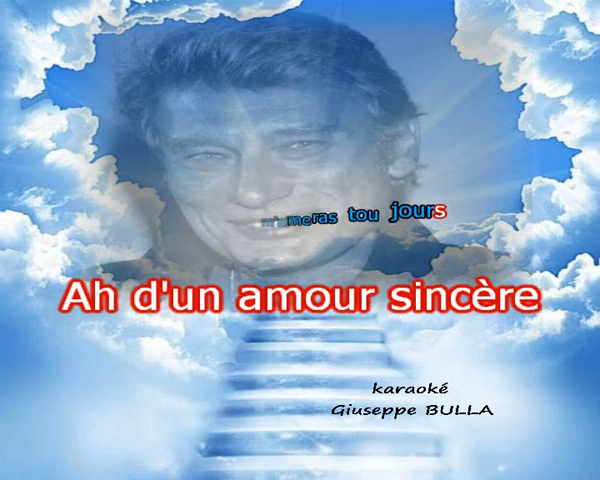 meras tou jours
Ah d'un amour sincère
karaoké
Giuseppe BULLA